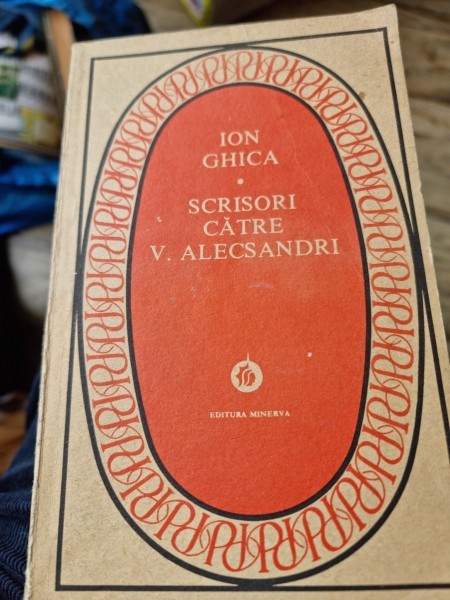 ION
GHICA
•
SCRISORI
CĂTRE
V. ALECSANDRI
EDITURA MINERVA